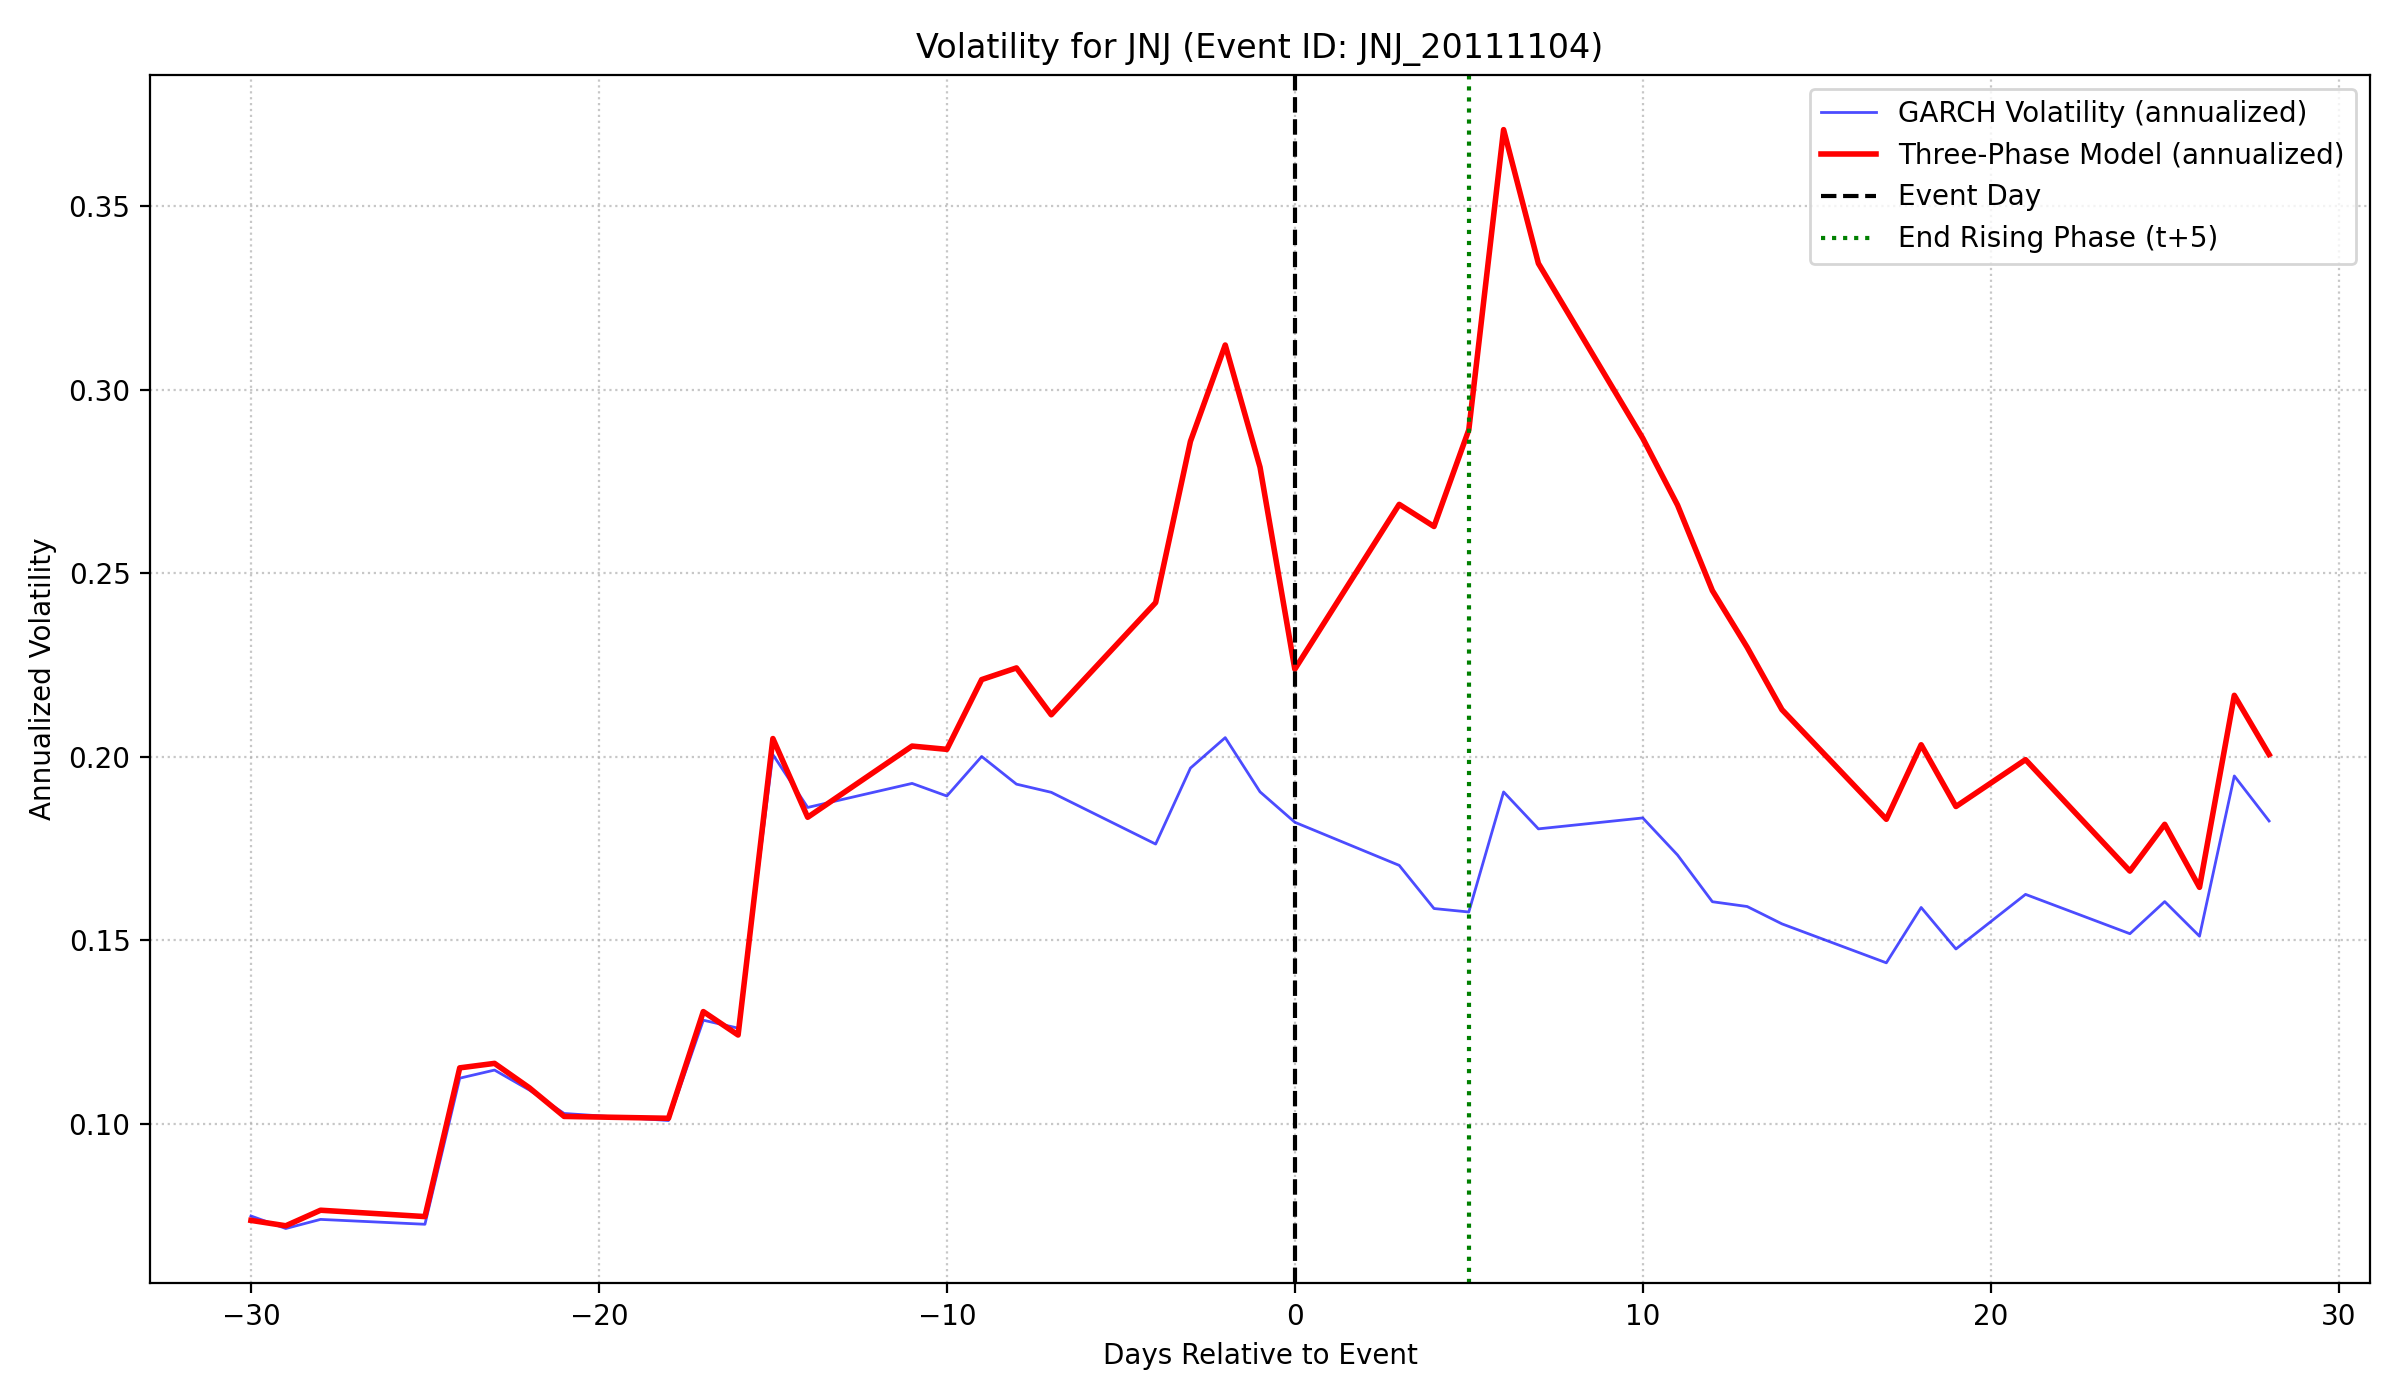 Volatility for JNJ (Event ID: JNJ_20111104)
GARCH Volatility (annualized)
Three-Phase Model (annualized)
Event Day
End Rising Phase (t+5)
Annualized Volatility
0.35
0.30
0.25
0.20
0.15
0.10
−30 −20 −10 0 10 20 30
Days Relative to Event